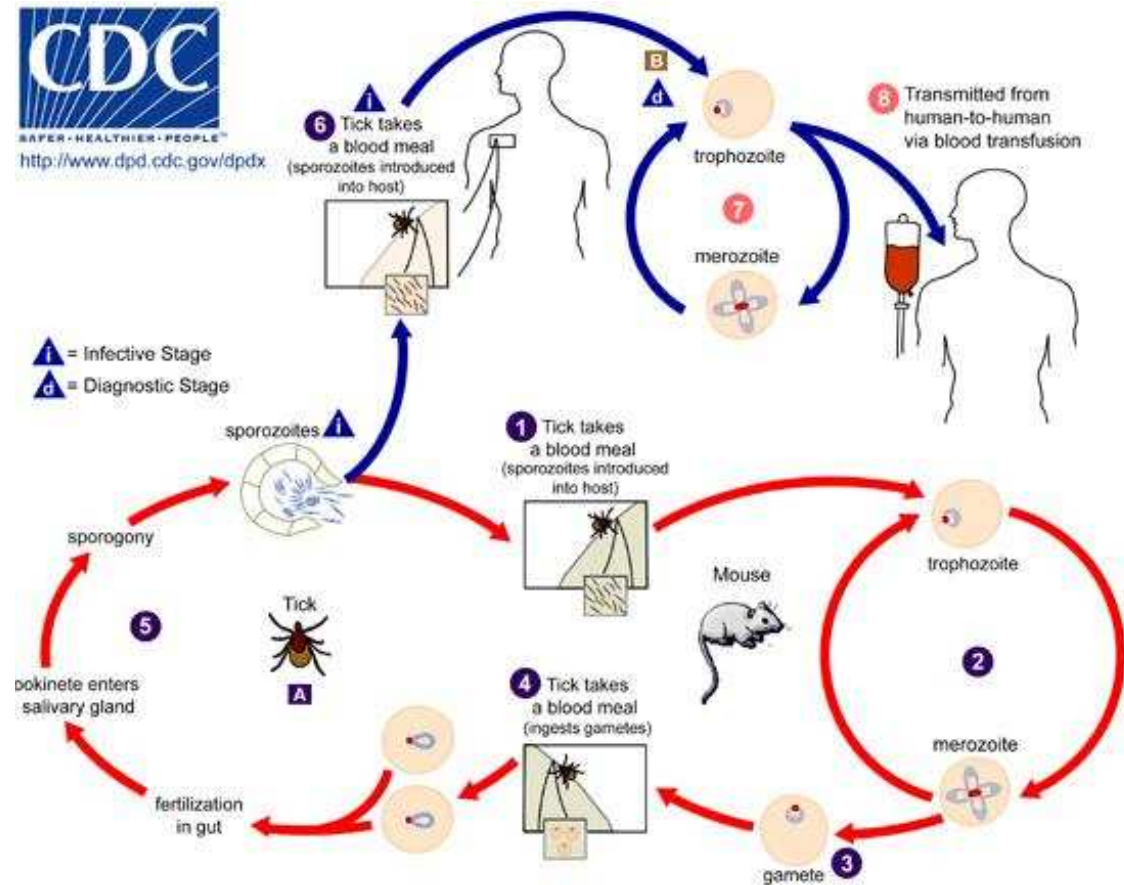 CDC
SAFER • HEALTHIER • PEOPLE™
http://www.dpd.cdc.gov/dpdx
i
6 Tick takes
a blood meal
(sporozoites introduced
into host)
B
d
trophozoite
7
merozoite
8 Transmitted from
human-to-human
via blood transfusion
i = Infective Stage
d = Diagnostic Stage
sporozoites i
1 Tick takes
a blood meal
(sporozoites introduced
into host)
trophozoite
sporogony
Mouse
Tick
5
2
A
ookinete enters
salivary gland
4 Tick takes
a blood meal
(ingests gametes)
merozoite
fertilization
in gut
gamete 3